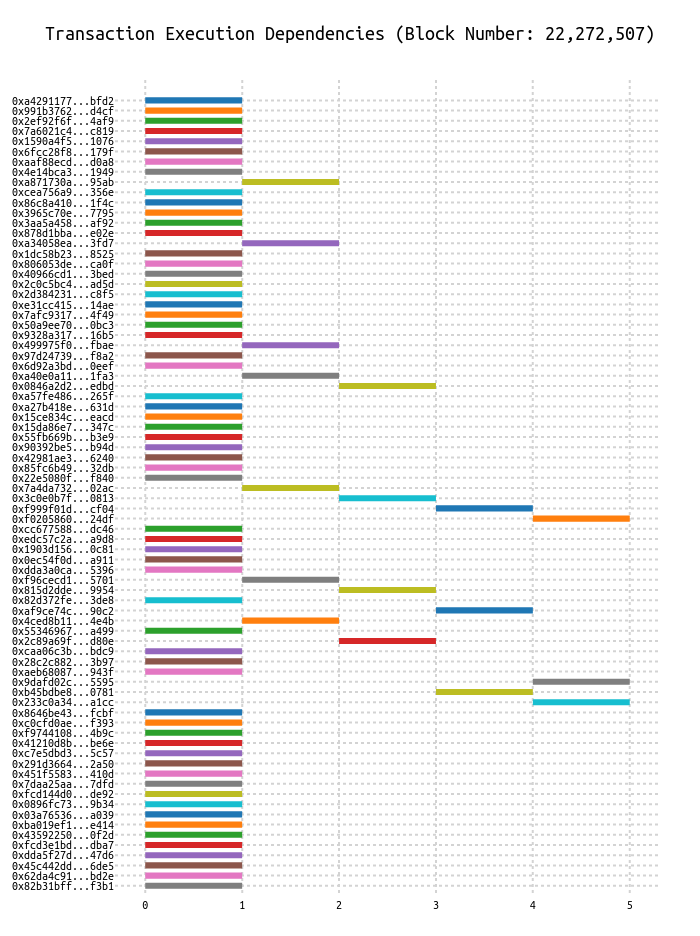 Transaction Execution Dependencies (Block Number: 22,272,507)
0xa4291177...bfd2
0x991b3762...d4cf
0x2ef92f6f...4af9
0x7a6021c4...c819
0x1590a4f5...1076
0x6fcc28f8...179f
0xaaf88ecd...d0a8
0x4e14bca3...1949
0xa871730a...95ab
0xcea756a9...356e
0x86c8a410...1f4c
0x3965c70e...7795
0x3aa5a458...af92
0x878d1bba...e02e
0xa34058ea...3fd7
0x1dc58b23...8525
0x806053de...ca0f
0x40966cd1...3bed
0x2c0c5bc4...ad5d
0x2d384231...c8f5
0xe31cc415...14ae
0x7afc9317...4f49
0x50a9ee70...0bc3
0x9328a317...16b5
0x499975f0...fbae
0x97d24739...f8a2
0x6d92a3bd...0eef
0xa40e0a11...1fa3
0x0846a2d2...edbd
0xa57fe486...265f
0xa27b418e...631d
0x15ce834c...eacd
0x15da86e7...347c
0x55fb669b...b3e9
0x90392be5...b94d
0x42981ae3...6240
0x85fc6b49...32db
0x22e5080f...f840
0x7a4da732...02ac
0x3c0e0b7f...0813
0xf999f01d...cf04
0xf0205860...24df
0xcc677588...dc46
0xedc57c2a...a9d8
0x1903d156...0c81
0x0ec54f0d...a911
0xdda3a0ca...5396
0xf96cecd1...5701
0x815d2dde...9954
0x82d372fe...3de8
0xaf9ce74c...90c2
0x4ced8b11...4e4b
0x55346967...a499
0x2c89a69f...d80e
0xcaa06c3b...bdc9
0x28c2c882...3b97
0xaeb68087...943f
0x9dafd02c...5595
0xb45bdbe8...0781
0x233c0a34...a1cc
0x8646be43...fcbf
0xc0cfd0ae...f393
0xf9744108...4b9c
0x41210d8b...be6e
0xc7e5dbd3...5c57
0x291d3664...2a50
0x451f5583...410d
0x7daa25aa...7dfd
0xfcd144d0...de92
0x0896fc73...9b34
0x03a76536...a039
0xba019ef1...e414
0x43592250...0f2d
0xfcd3e1bd...dba7
0xdda5f27d...47d6
0x45c442dd...6de5
0x62da4c91...bd2e
0x82b31bff...f3b1
0 1 2 3 4 5